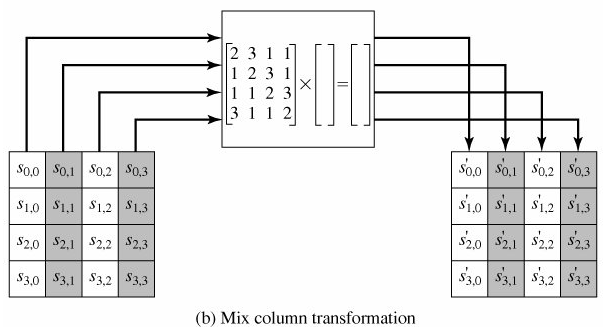 2 3 1 1
1 2 3 1
1 1 2 3
3 1 1 2
× =
s0,0 s0,1 s0,2 s0,3
s1,0 s1,1 s1,2 s1,3
s2,0 s2,1 s2,2 s2,3
s3,0 s3,1 s3,2 s3,3
s'0,0 s'0,1 s'0,2 s'0,3
s'1,0 s'1,1 s'1,2 s'1,3
s'2,0 s'2,1 s'2,2 s'2,3
s'3,0 s'3,1 s'3,2 s'3,3
(b) Mix column transformation